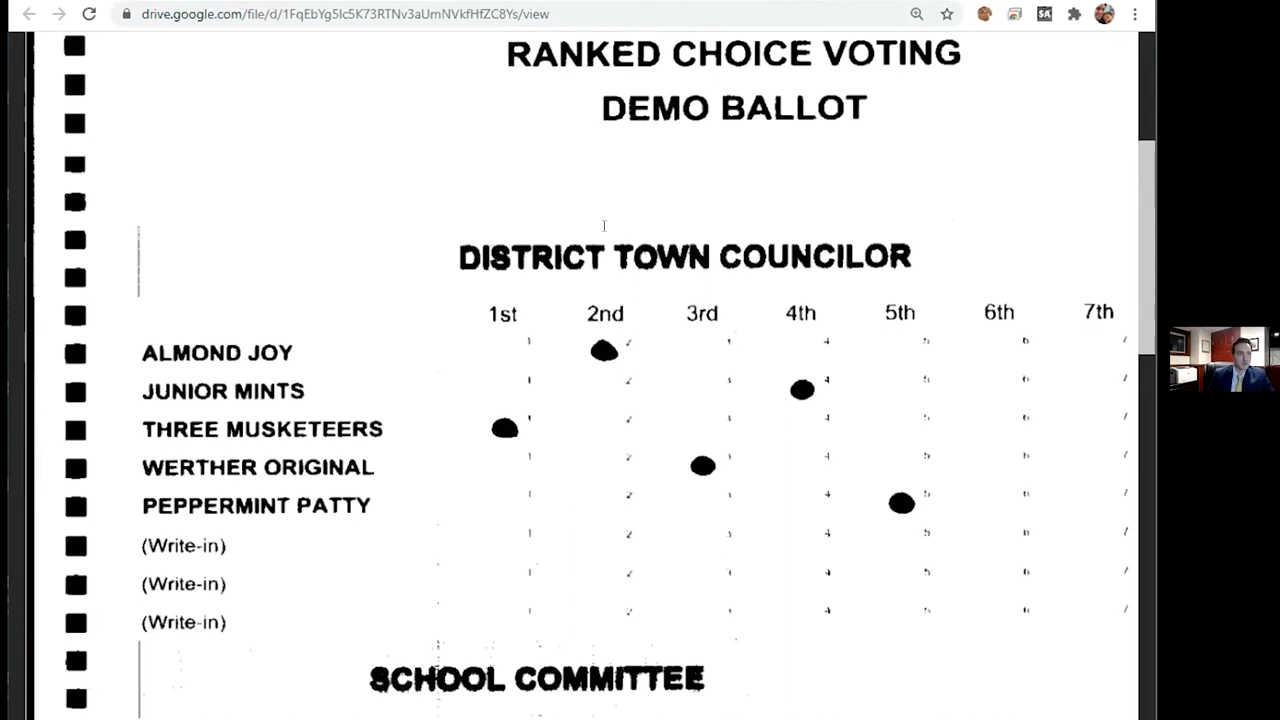 drive.google.com/file/d/1FqEbYg5lc5K73RTNv3aUmNVkfHfZC8Ys/view
SA
RANKED CHOICE VOTING
DEMO BALLOT
DISTRICT TOWN COUNCILOR
1st 2nd 3rd 4th 5th 6th 7th
ALMOND JOY
JUNIOR MINTS
THREE MUSKETEERS
WERTHER ORIGINAL
PEPPERMINT PATTY
(Write-in)
(Write-in)
(Write-in)
SCHOOL COMMITTEE